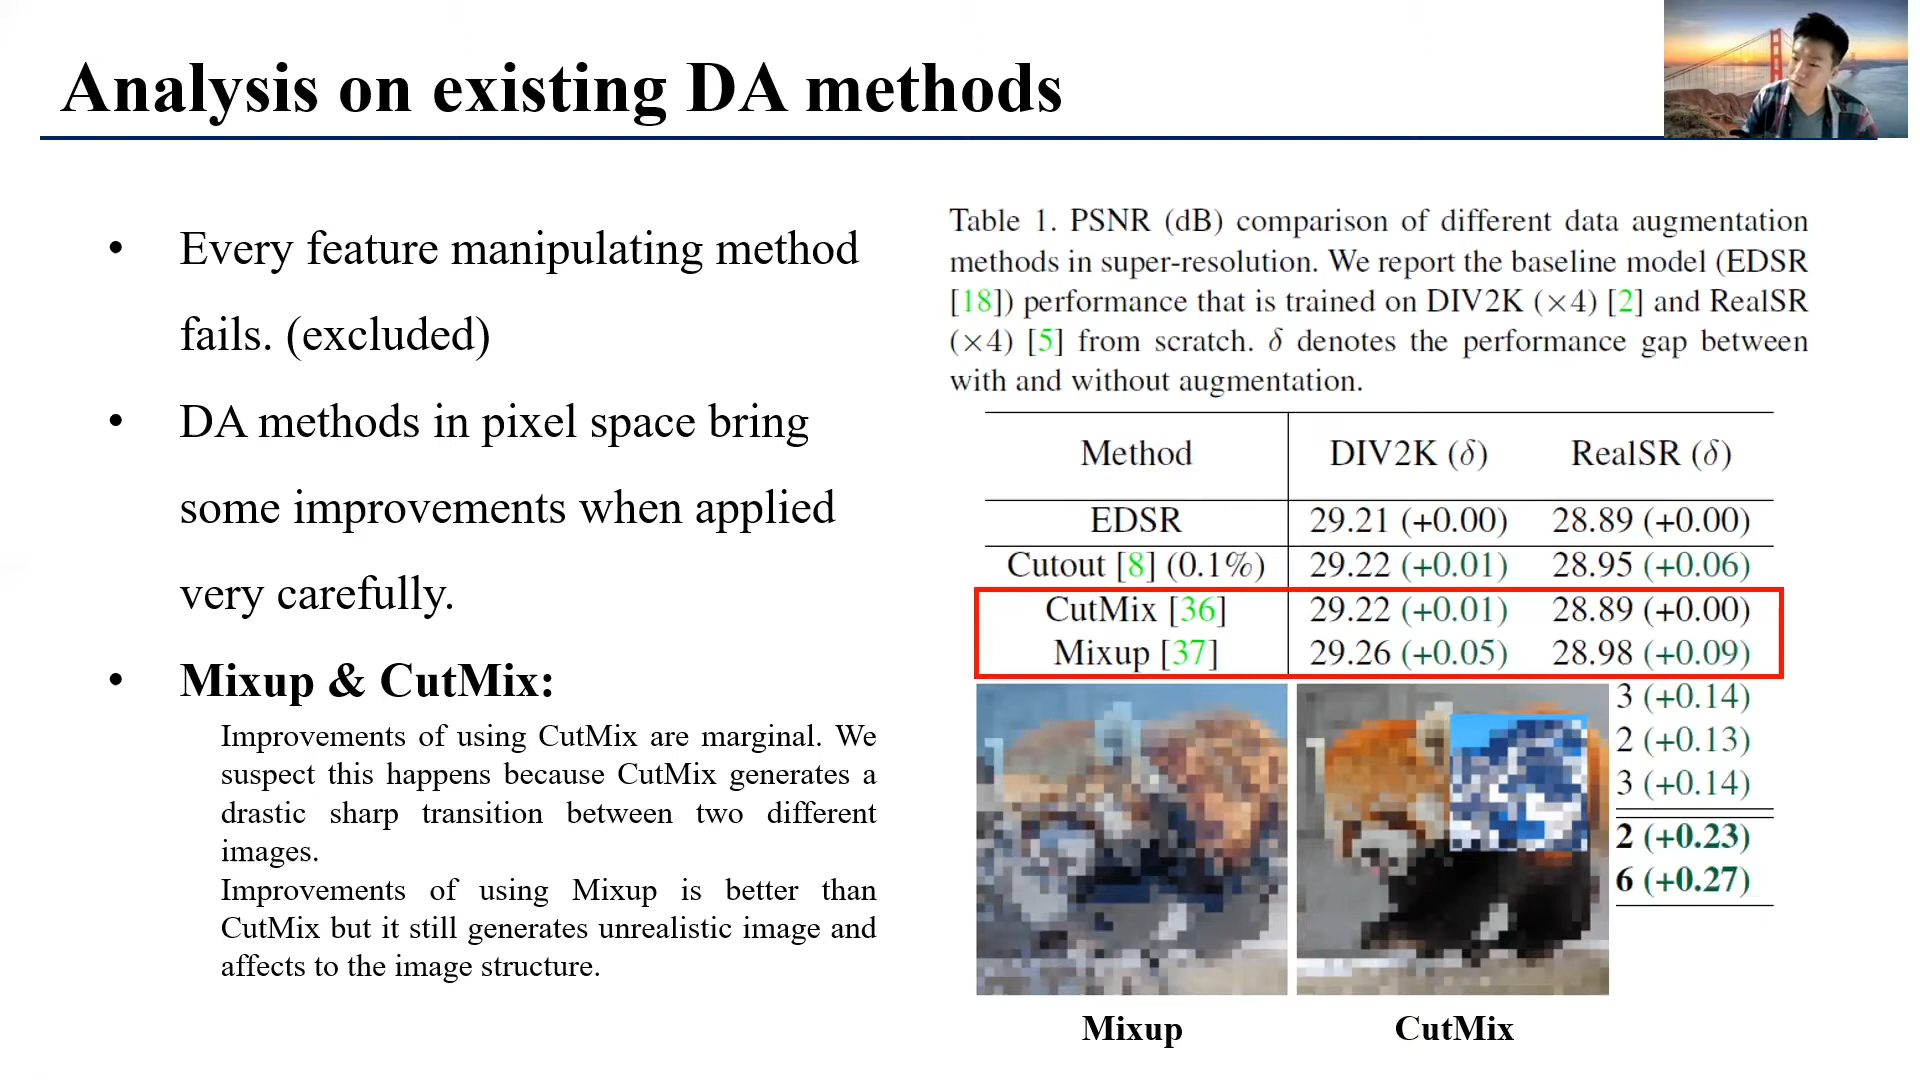 Analysis on existing DA methods
• Every feature manipulating method
fails. (excluded)
• DA methods in pixel space bring
some improvements when applied
very carefully.
• Mixup & CutMix:
Improvements of using CutMix are marginal. We
suspect this happens because CutMix generates a
drastic sharp transition between two different
images.
Improvements of using Mixup is better than
CutMix but it still generates unrealistic image and
affects to the image structure.
Table 1. PSNR (dB) comparison of different data augmentation
methods in super-resolution. We report the baseline model (EDSR
[18]) performance that is trained on DIV2K (×4) [2] and RealSR
(×4) [5] from scratch. δ denotes the performance gap between
with and without augmentation.
Method DIV2K (δ) RealSR (δ)
EDSR 29.21 (+0.00) 28.89 (+0.00)
Cutout [8] (0.1%) 29.22 (+0.01) 28.95 (+0.06)
CutMix [36] 29.22 (+0.01) 28.89 (+0.00)
Mixup [37] 29.26 (+0.05) 28.98 (+0.09)
3 (+0.14)
2 (+0.13)
3 (+0.14)
2 (+0.23)
6 (+0.27)
Mixup CutMix